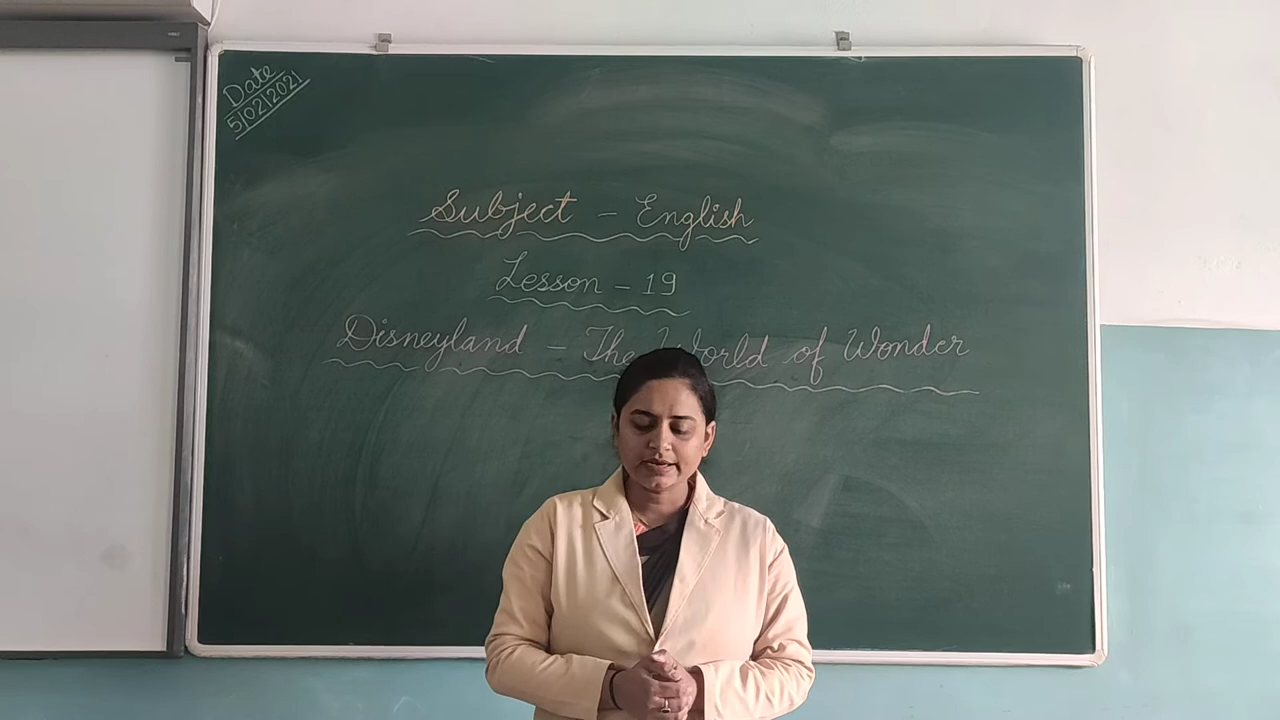 Date
5/02/2021
Subject - English
Lesson - 19
Disneyland - The World of Wonder